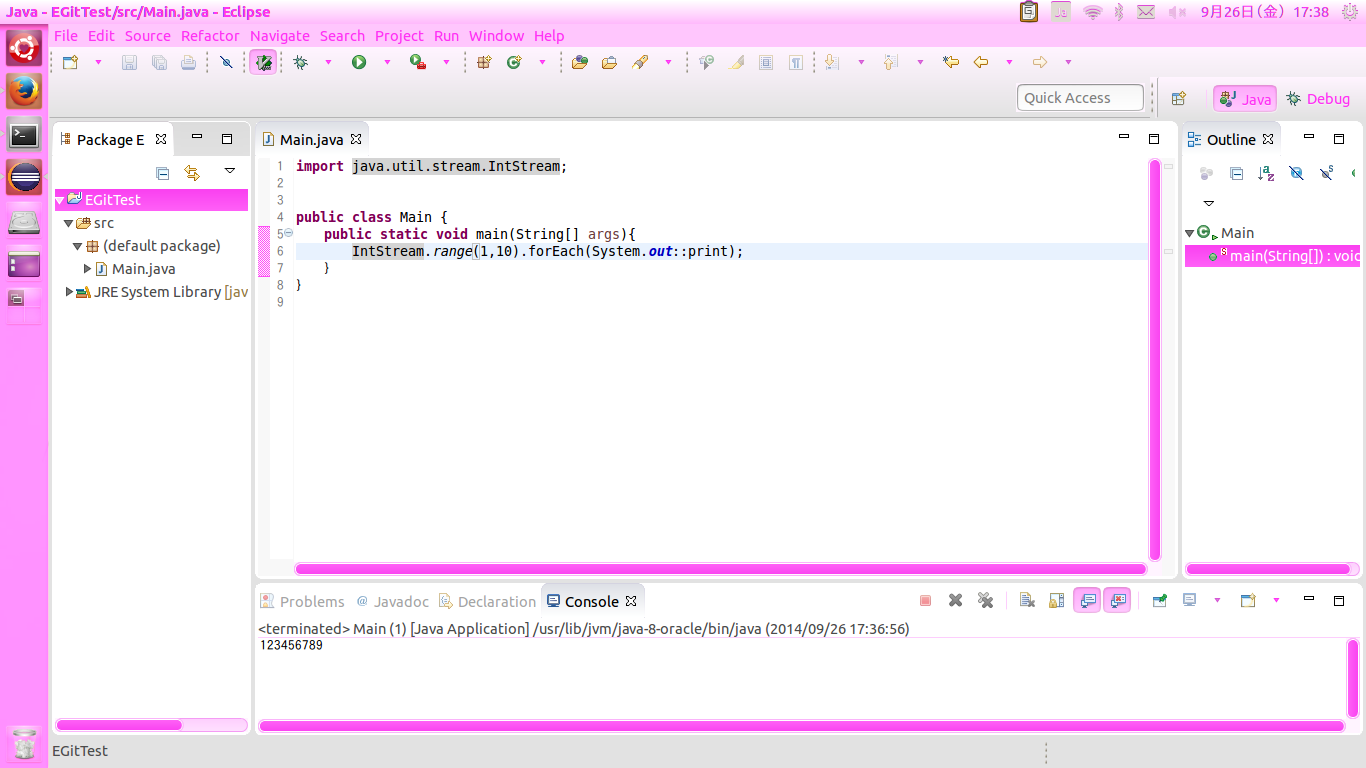 Java - EGitTest/src/Main.java - Eclipse
Ja
9月26日(金) 17:38
File Edit Source Refactor Navigate Search Project Run Window Help
Quick Access
Java
Debug
Package E
Main.java
Outline
1 import java.util.stream.IntStream;
2
3
4 public class Main {
5 public static void main(String[] args){
6 IntStream.range(1,10).forEach(System.out::print);
7 }
8 }
9
EGitTest
src
(default package)
Main.java
JRE System Library [jav
Main
main(String[]) : void
Problems @ Javadoc Declaration Console
<terminated> Main (1) [Java Application] /usr/lib/jvm/java-8-oracle/bin/java (2014/09/26 17:36:56)
123456789
EGitTest